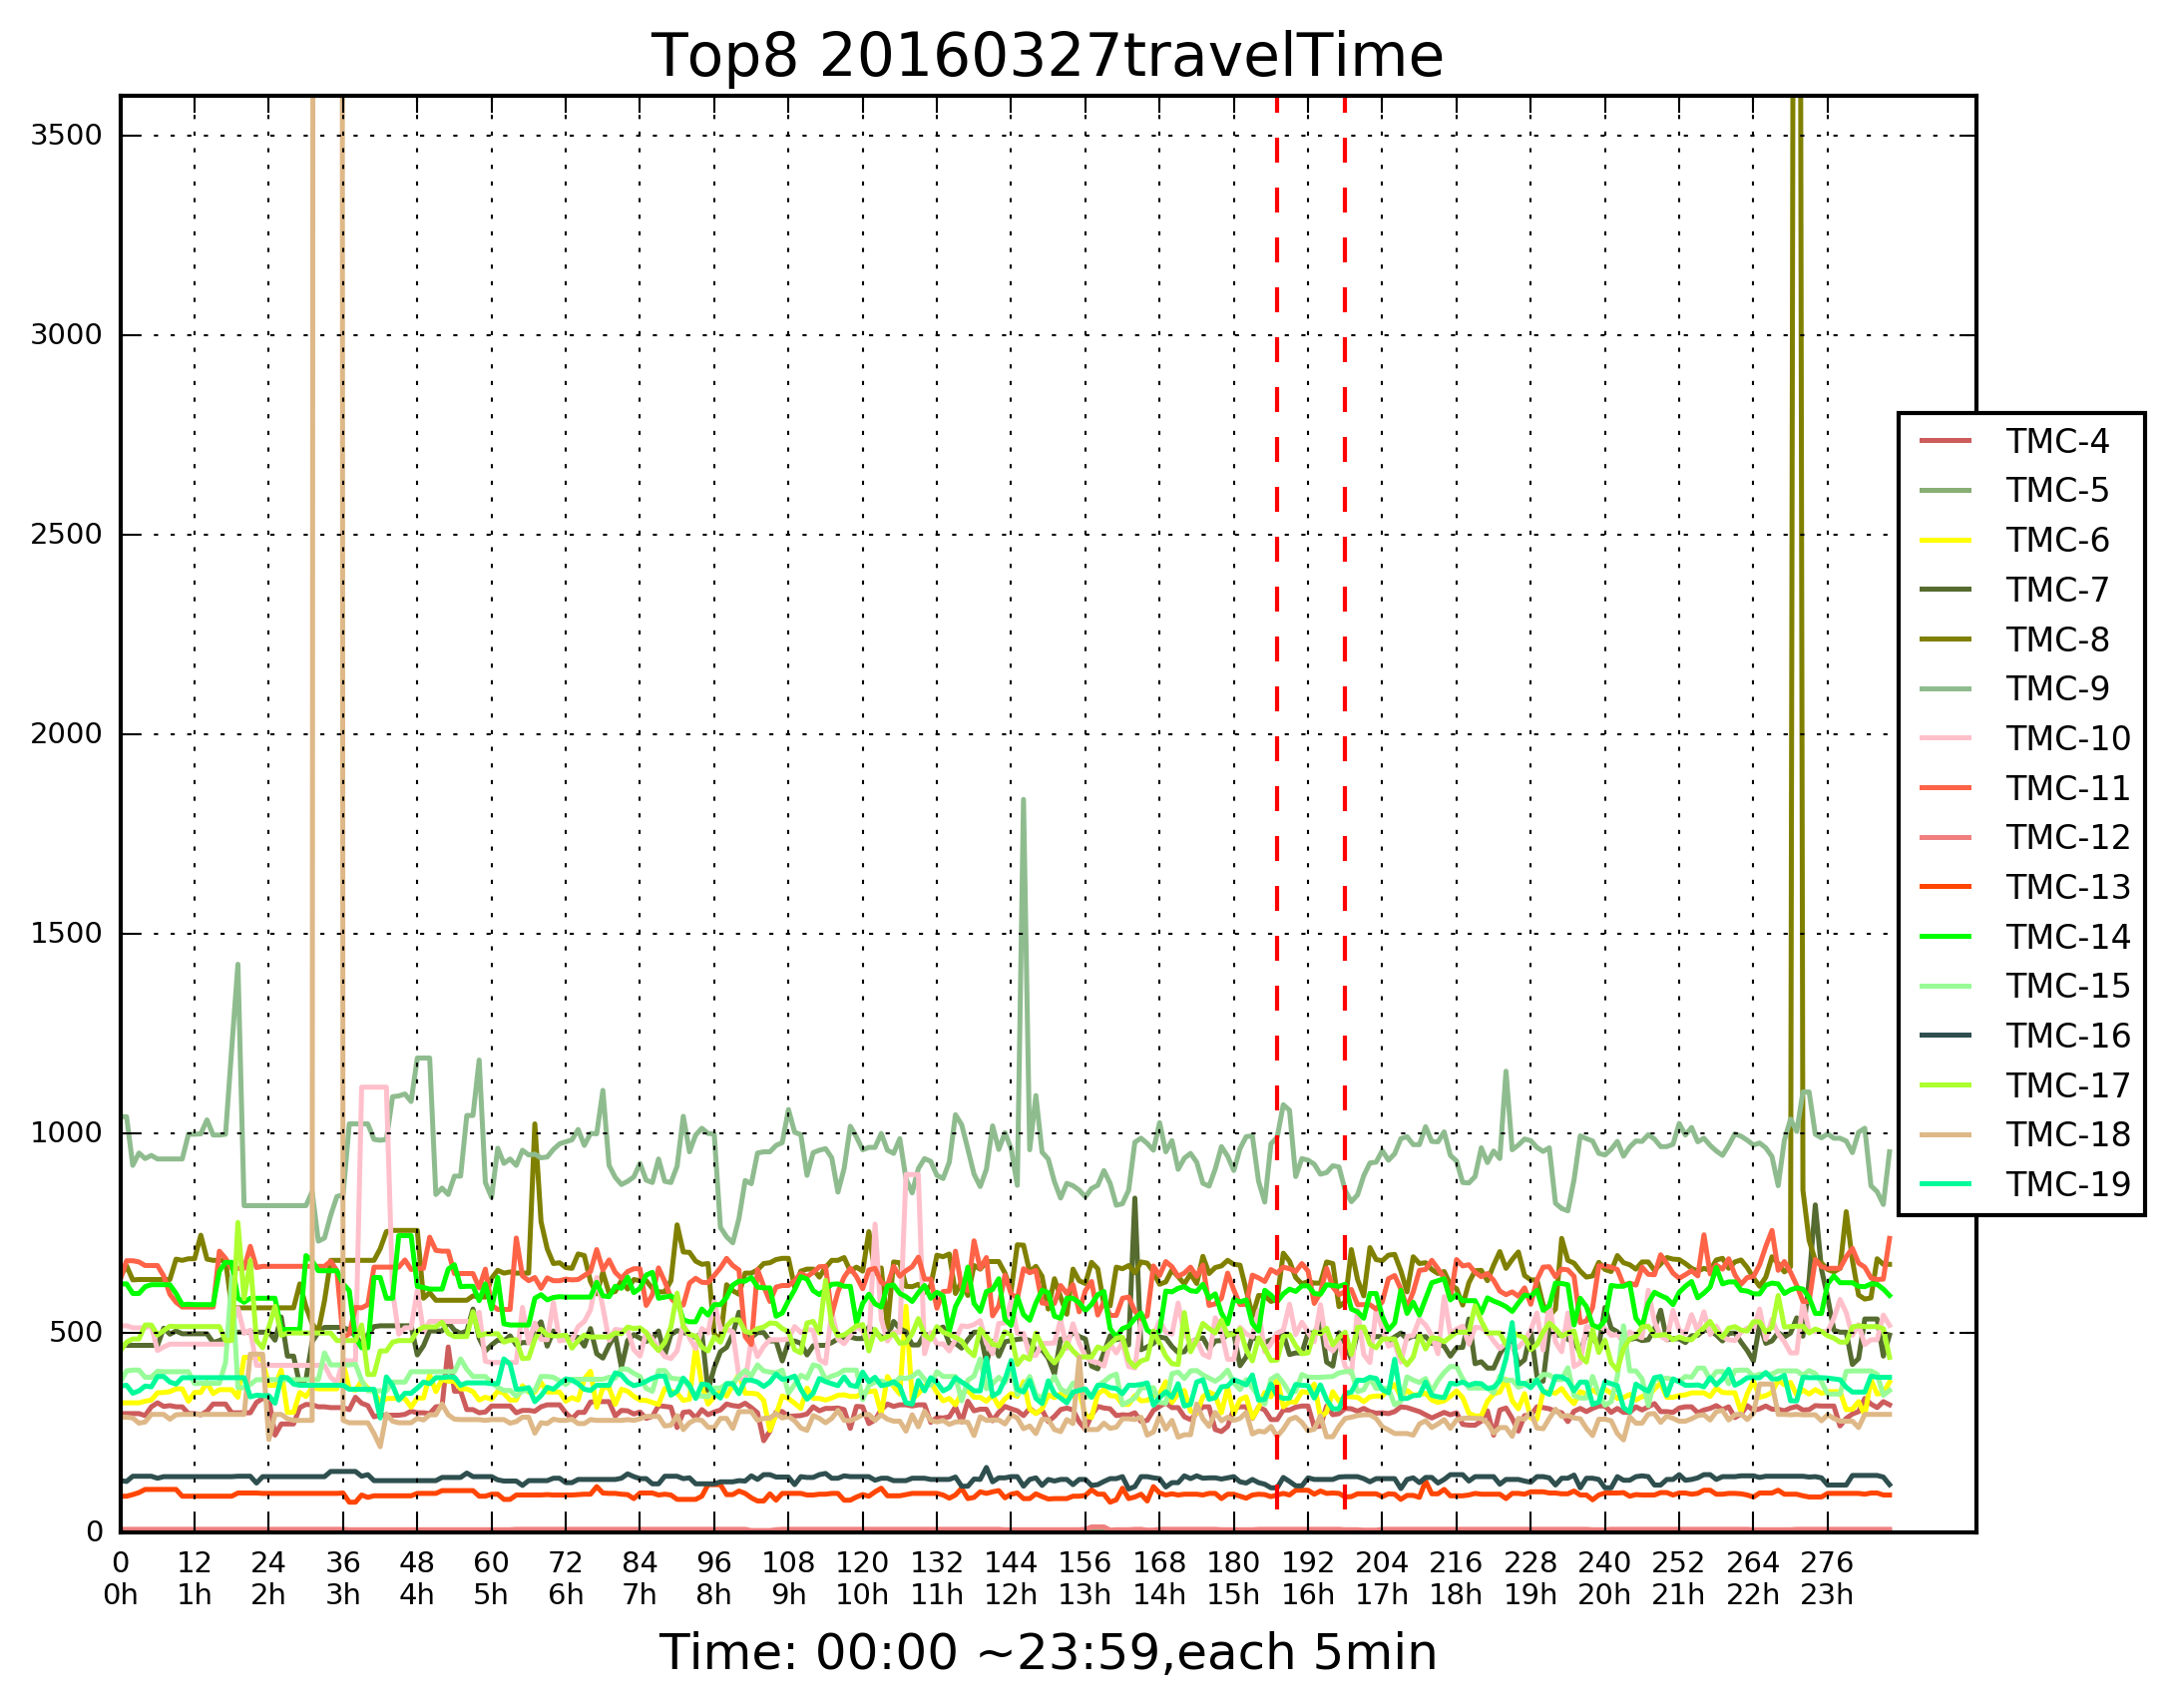 Top8 20160327travelTime
3500
3000
2500
2000
1500
1000
500
0
TMC-4
TMC-5
TMC-6
TMC-7
TMC-8
TMC-9
TMC-10
TMC-11
TMC-12
TMC-13
TMC-14
TMC-15
TMC-16
TMC-17
TMC-18
TMC-19
0 12 24 36 48 60 72 84 96 108 120 132 144 156 168 180 192 204 216 228 240 252 264 276
0h 1h 2h 3h 4h 5h 6h 7h 8h 9h 10h 11h 12h 13h 14h 15h 16h 17h 18h 19h 20h 21h 22h 23h
Time: 00:00 ~23:59,each 5min